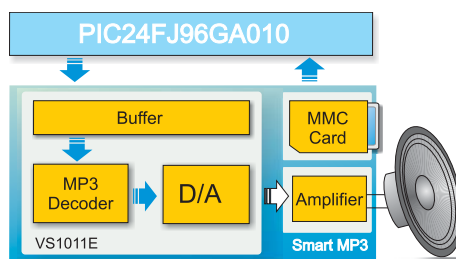 PIC24FJ96GA010
Buffer
MMC
Card
MP3
Decoder
D/A
Amplifier
VS1011E
Smart MP3